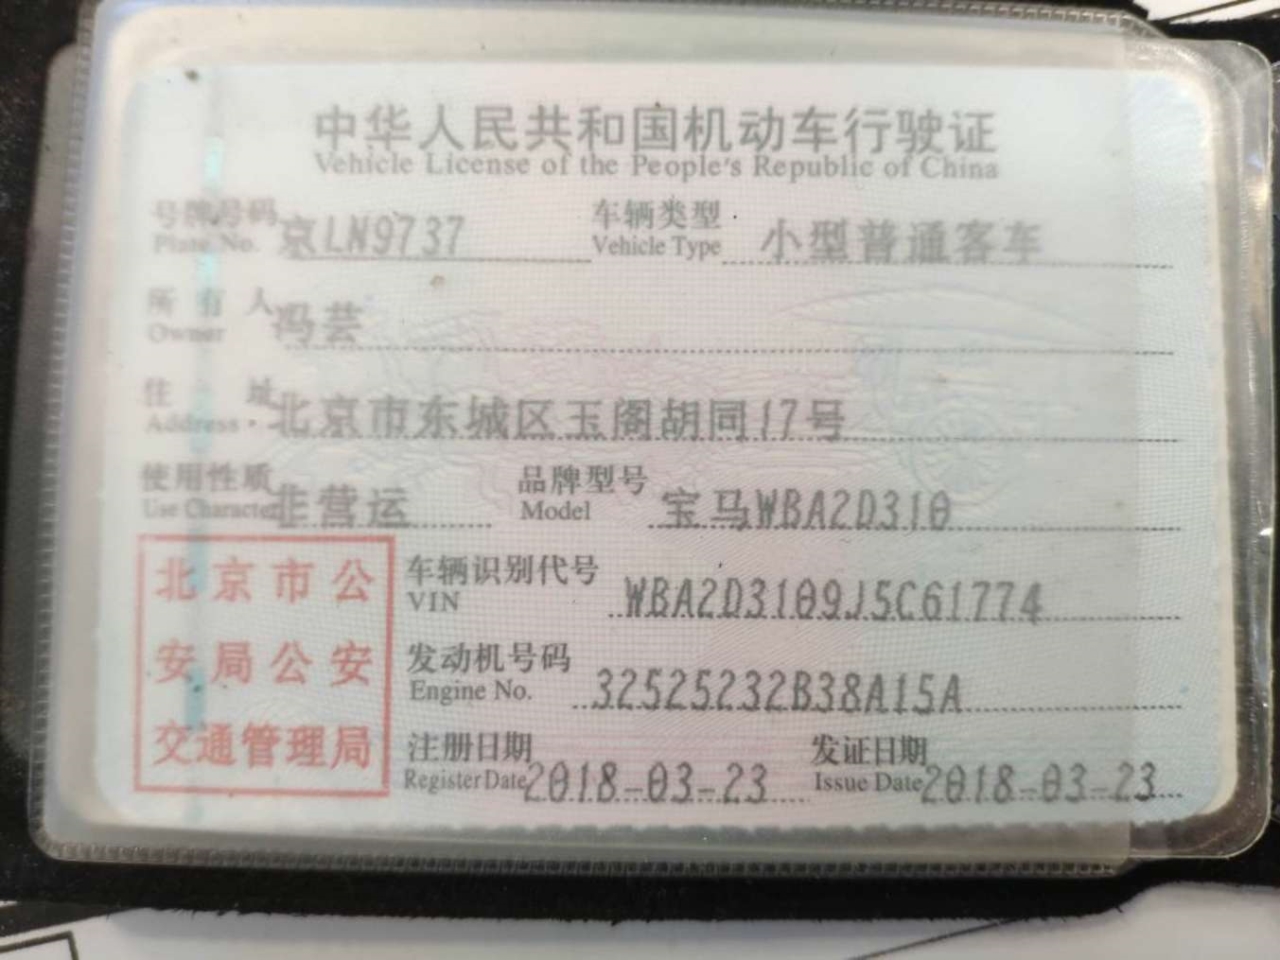 中华人民共和国机动车行驶证
Vehicle License of the People's Republic of China
号牌号码 京LN9737 车辆类型 小型普通客车
Plate No. Vehicle Type
所有人 冯芸
Owner
住址 北京市东城区玉阁胡同17号
Address
使用性质 非营运 品牌型号 宝马WBA2D310
Use Character Model
北京市公
安局公安
交通管理局
车辆识别代号 WBA2D3109J5C61774
VIN
发动机号码 32525232B38A15A
Engine No.
注册日期 2018-03-23 发证日期 2018-03-23
Register Date Issue Date